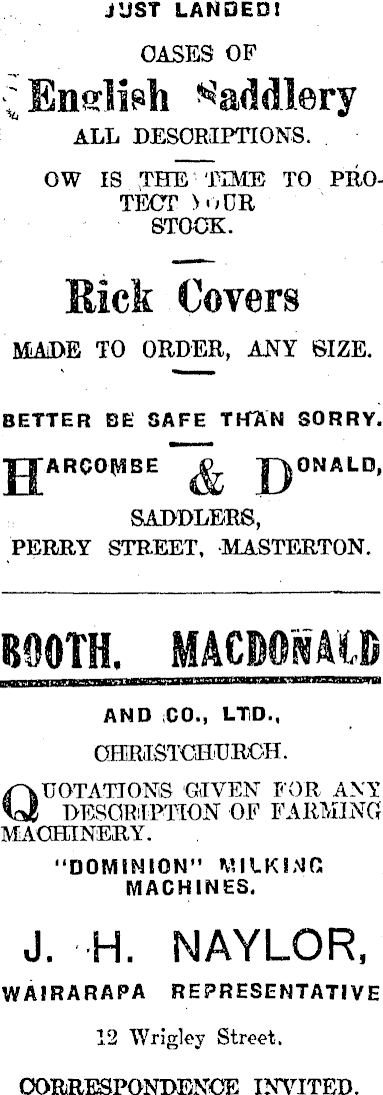 JUST LANDED!
CASES OF
English Saddlery
ALL DESCRIPTIONS.
OW IS THE TIME TO PRO-
TECT YOUR
STOCK.
Rick Covers
MADE TO ORDER, ANY SIZE.
BETTER BE SAFE THAN SORRY.
HARCOMBE & DONALD,
SADDLERS,
PERRY STREET, MASTERTON.
BOOTH, MACDONALD
AND CO., LTD.,
CHRISTCHURCH.
QUOTATIONS GIVEN FOR ANY
DESCRIPTION OF FARMING
MACHINERY.
"DOMINION" MILKING
MACHINES.
J. H. NAYLOR,
WAIRARAPA REPRESENTATIVE
12 Wrigley Street.
CORRESPONDENCE INVITED.